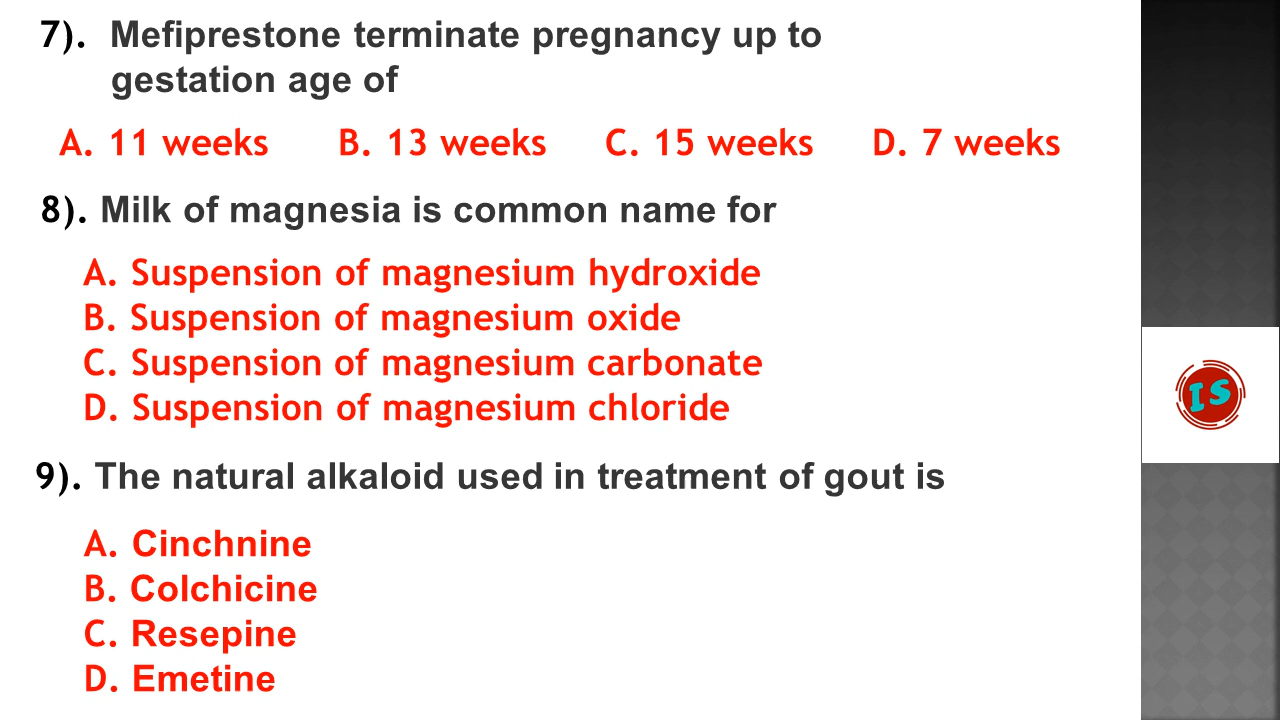 7). Mefiprestone terminate pregnancy up to
gestation age of
A. 11 weeks B. 13 weeks C. 15 weeks D. 7 weeks
8). Milk of magnesia is common name for
A. Suspension of magnesium hydroxide
B. Suspension of magnesium oxide
C. Suspension of magnesium carbonate
D. Suspension of magnesium chloride
9). The natural alkaloid used in treatment of gout is
A. Cinchnine
B. Colchicine
C. Resepine
D. Emetine
IS